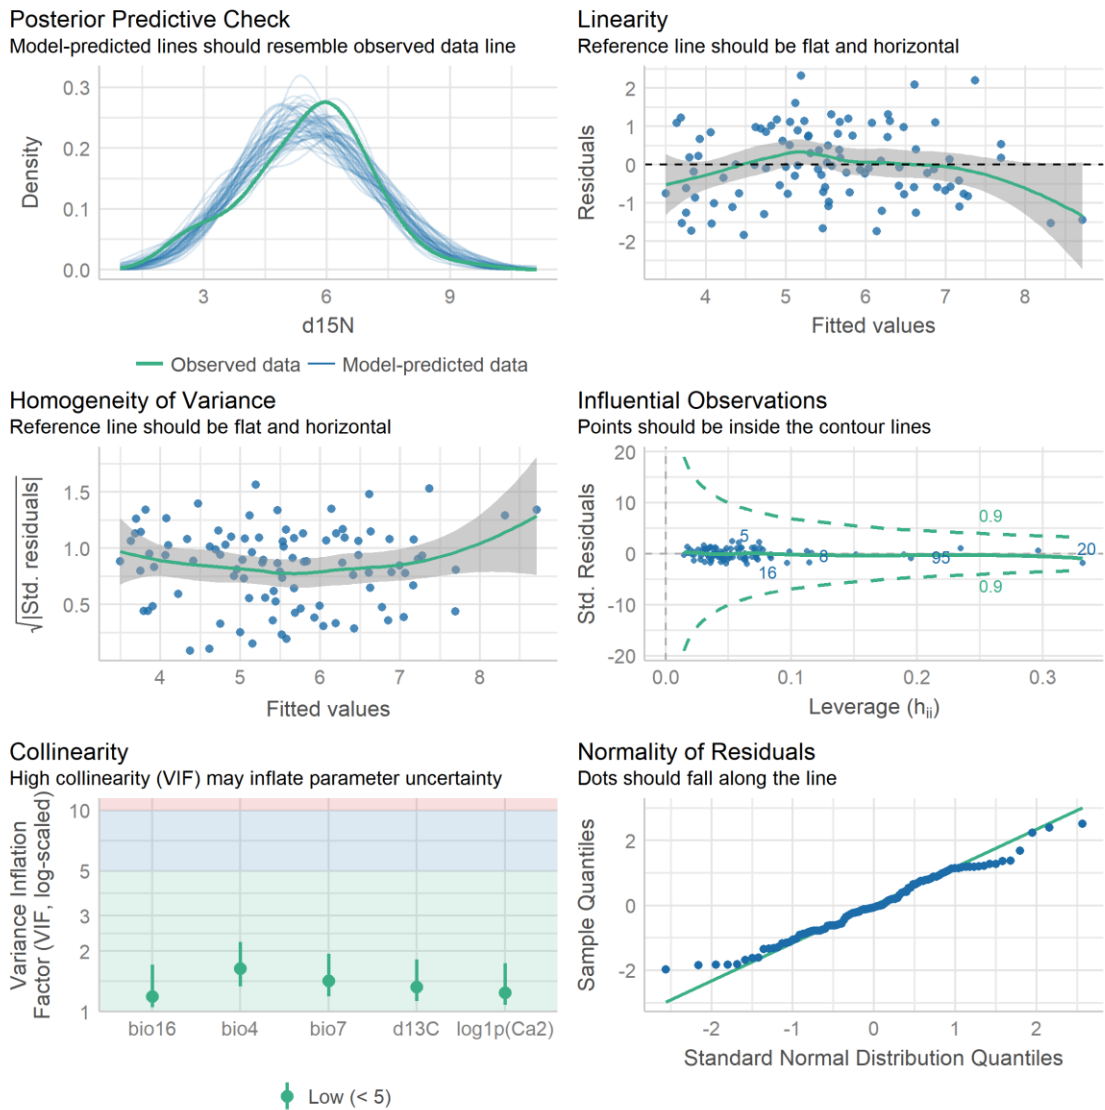 Posterior Predictive Check
Model-predicted lines should resemble observed data line
Density
0.3
0.2
0.1
0.0
3 6 9
d15N
Observed data Model-predicted data
Linearity
Reference line should be flat and horizontal
Residuals
2
1
0
-1
-2
4 5 6 7 8
Fitted values
Homogeneity of Variance
Reference line should be flat and horizontal
√|Std. residuals|
1.5
1.0
0.5
4 5 6 7 8
Fitted values
Influential Observations
Points should be inside the contour lines
Std. Residuals
20
10
0
-10
-20
0.9
5
8
95
20
16
0.9
0.0 0.1 0.2 0.3
Leverage (hii)
Collinearity
High collinearity (VIF) may inflate parameter uncertainty
Variance Inflation
Factor (VIF, log-scaled)
10
5
3
2
1
bio16 bio4 bio7 d13C log1p(Ca2)
Low (< 5)
Normality of Residuals
Dots should fall along the line
Sample Quantiles
2
0
-2
-2 -1 0 1 2
Standard Normal Distribution Quantiles